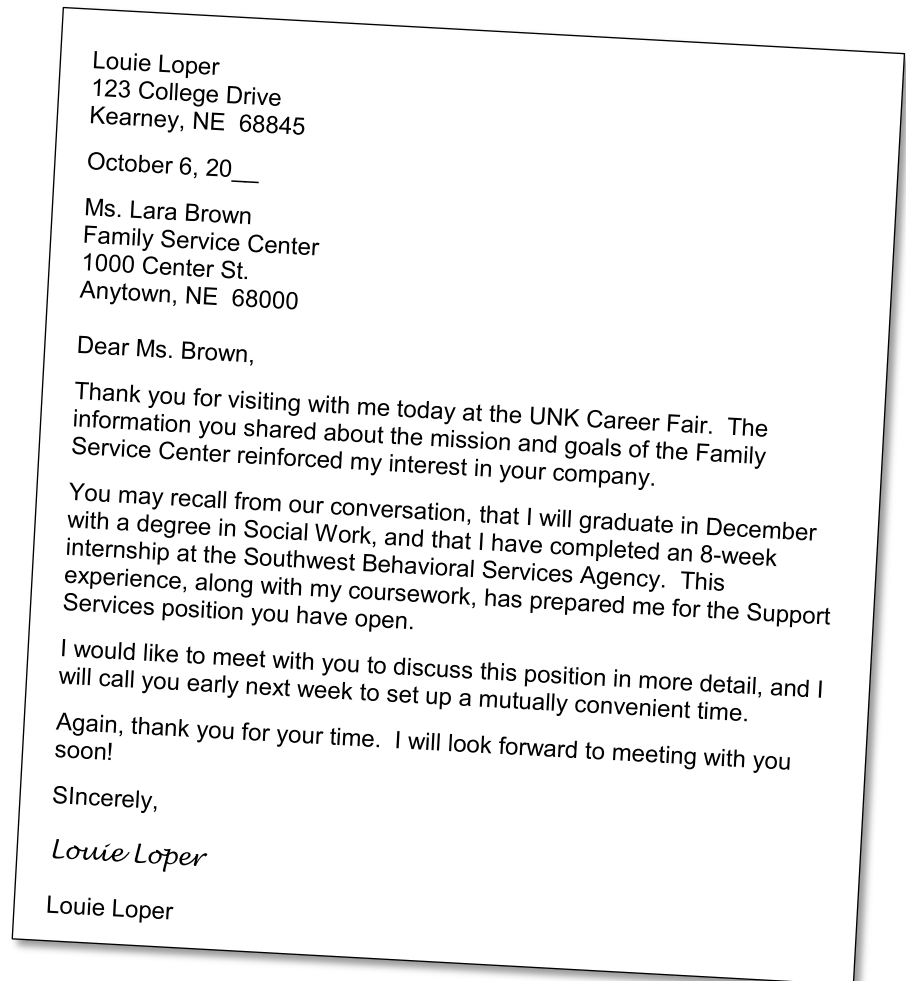 Louie Loper
123 College Drive
Kearney, NE  68845
October 6, 20__
Ms. Lara Brown
Family Service Center
1000 Center St.
Anytown, NE  68000
Dear Ms. Brown,
Thank you for visiting with me today at the UNK Career Fair.  The
information you shared about the mission and goals of the Family
Service Center reinforced my interest in your company.
You may recall from our conversation, that I will graduate in December
with a degree in Social Work, and that I have completed an 8-week
internship at the Southwest Behavioral Services Agency.  This
experience, along with my coursework, has prepared me for the Support
Services position you have open.
I would like to meet with you to discuss this position in more detail, and I
will call you early next week to set up a mutually convenient time.
Again, thank you for your time.  I will look forward to meeting with you
soon!
SIncerely,
Louie Loper
Louie Loper